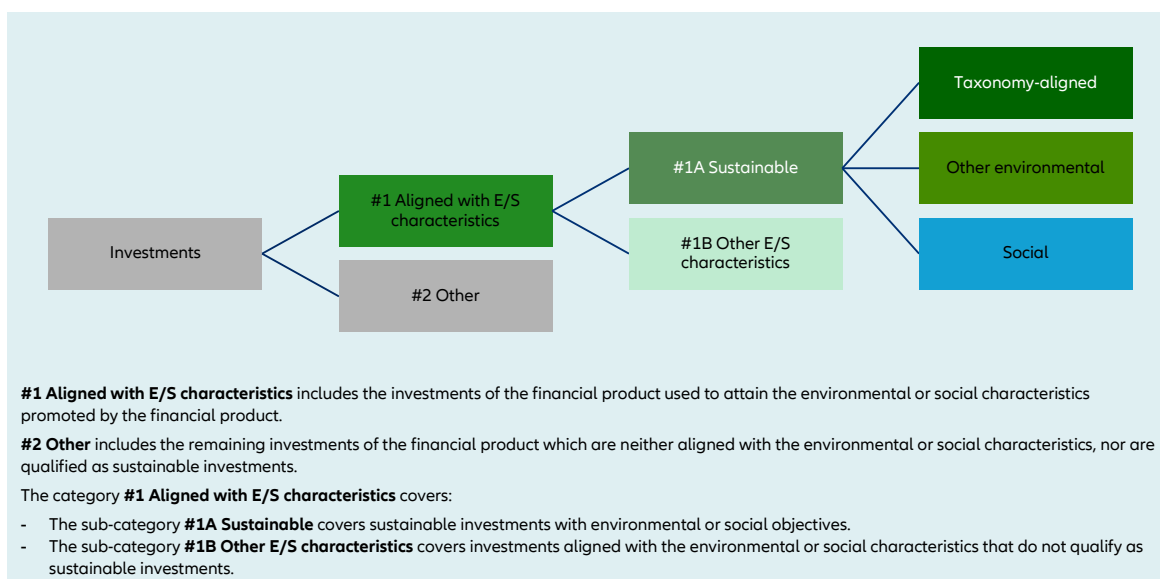 Taxonomy-aligned
#1A Sustainable
Other environmental
#1 Aligned with E/S
characteristics
#1B Other E/S
characteristics
Investments
Social
#2 Other
#1 Aligned with E/S characteristics includes the investments of the financial product used to attain the environmental or social characteristics
promoted by the financial product.
#2 Other includes the remaining investments of the financial product which are neither aligned with the environmental or social characteristics, nor are
qualified as sustainable investments.
The category #1 Aligned with E/S characteristics covers:
- The sub-category #1A Sustainable covers sustainable investments with environmental or social objectives.
- The sub-category #1B Other E/S characteristics covers investments aligned with the environmental or social characteristics that do not qualify as
sustainable investments.